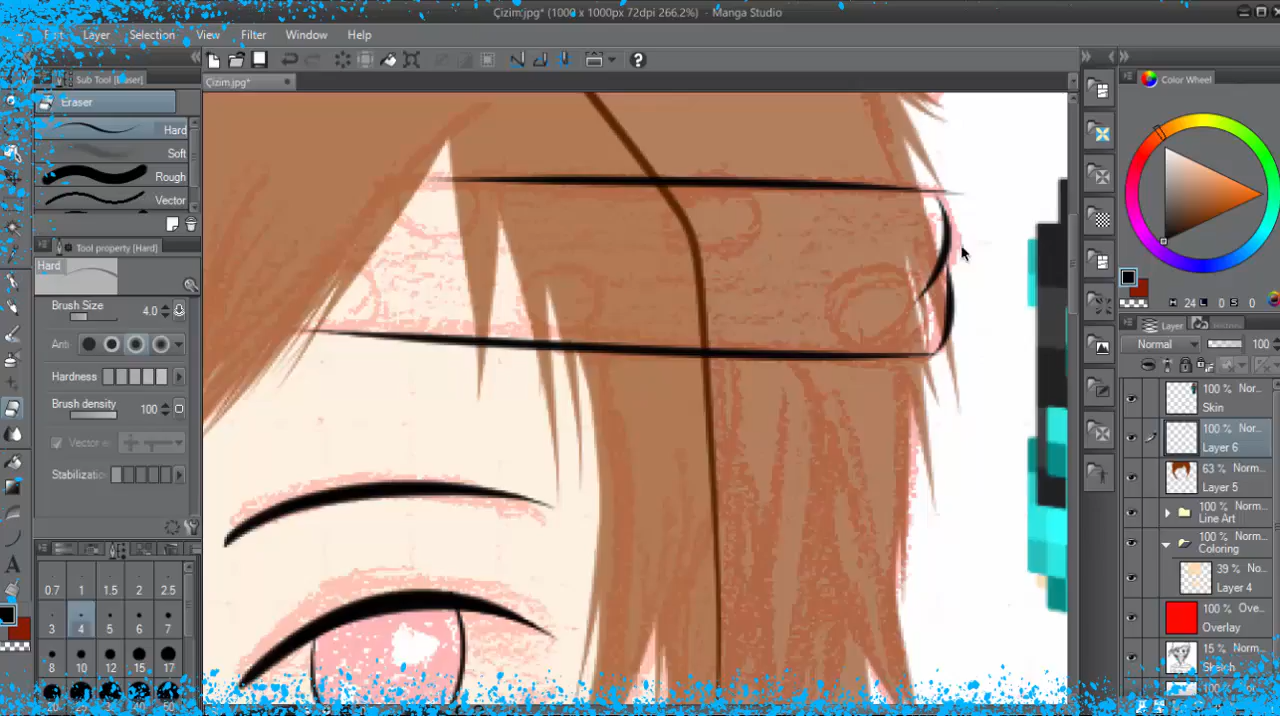 Çizim.jpg* (1000 x 1000px 72dpi 266.2%) - Manga Studio
Layer Selection View Filter Window Help
Sub Tool [Eraser]
Çizim.jpg*
Color Wheel
Eraser
Hard
Soft
Rough
Vector
Tool property [Hard]
Hard
Brush Size 4.0
H 24 L 0 S 0
Anti
Layer
Normal 100
Hardness
100 % Nor...
Skin
Brush density 100
100 % Nor...
Layer 6
Vector e
63 % Norm...
Layer 5
Stabilizatio
100 % Norm...
Line Art
100 % Norm...
Coloring
39 % No...
Layer 4
0.7 1 1.5 2 2.5
100 % Ove...
Overlay
3 4 5 6 7
15 % Norm...
Sketch
8 10 12 15 17